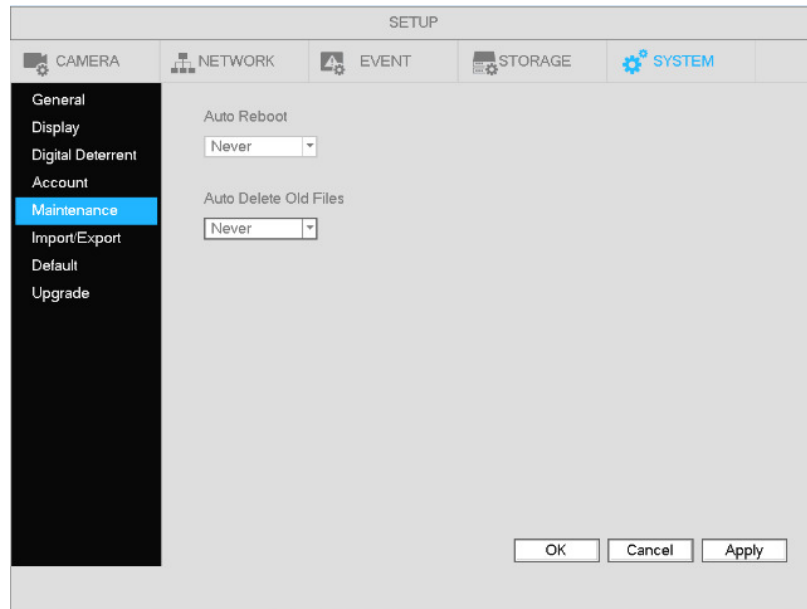 SETUP
CAMERA NETWORK EVENT STORAGE SYSTEM
General
Display
Digital Deterrent
Account
Maintenance
Import/Export
Default
Upgrade
Auto Reboot
Never
Auto Delete Old Files
Never
OK Cancel Apply